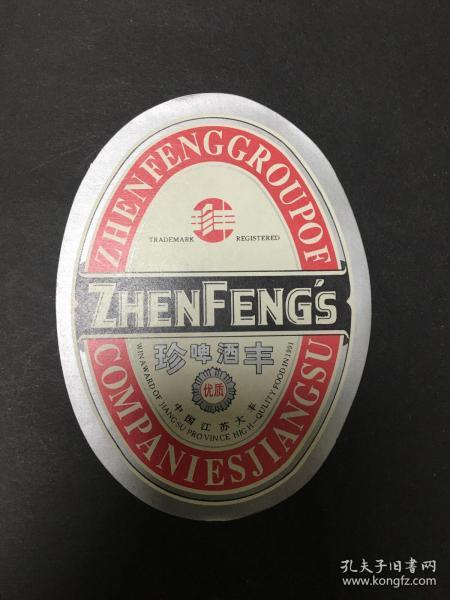 ZHENFENGGROUPOF
TRADEMARK REGISTERED
ZHENFENG'S
珍啤酒丰
优质
中国江苏大丰
WIN AWARD OF JIANGSU PROVINCE HIGH-QULITY FOOD IN 1991
COMPANIESJIANGSU
孔夫子旧书网
www.kongfz.com